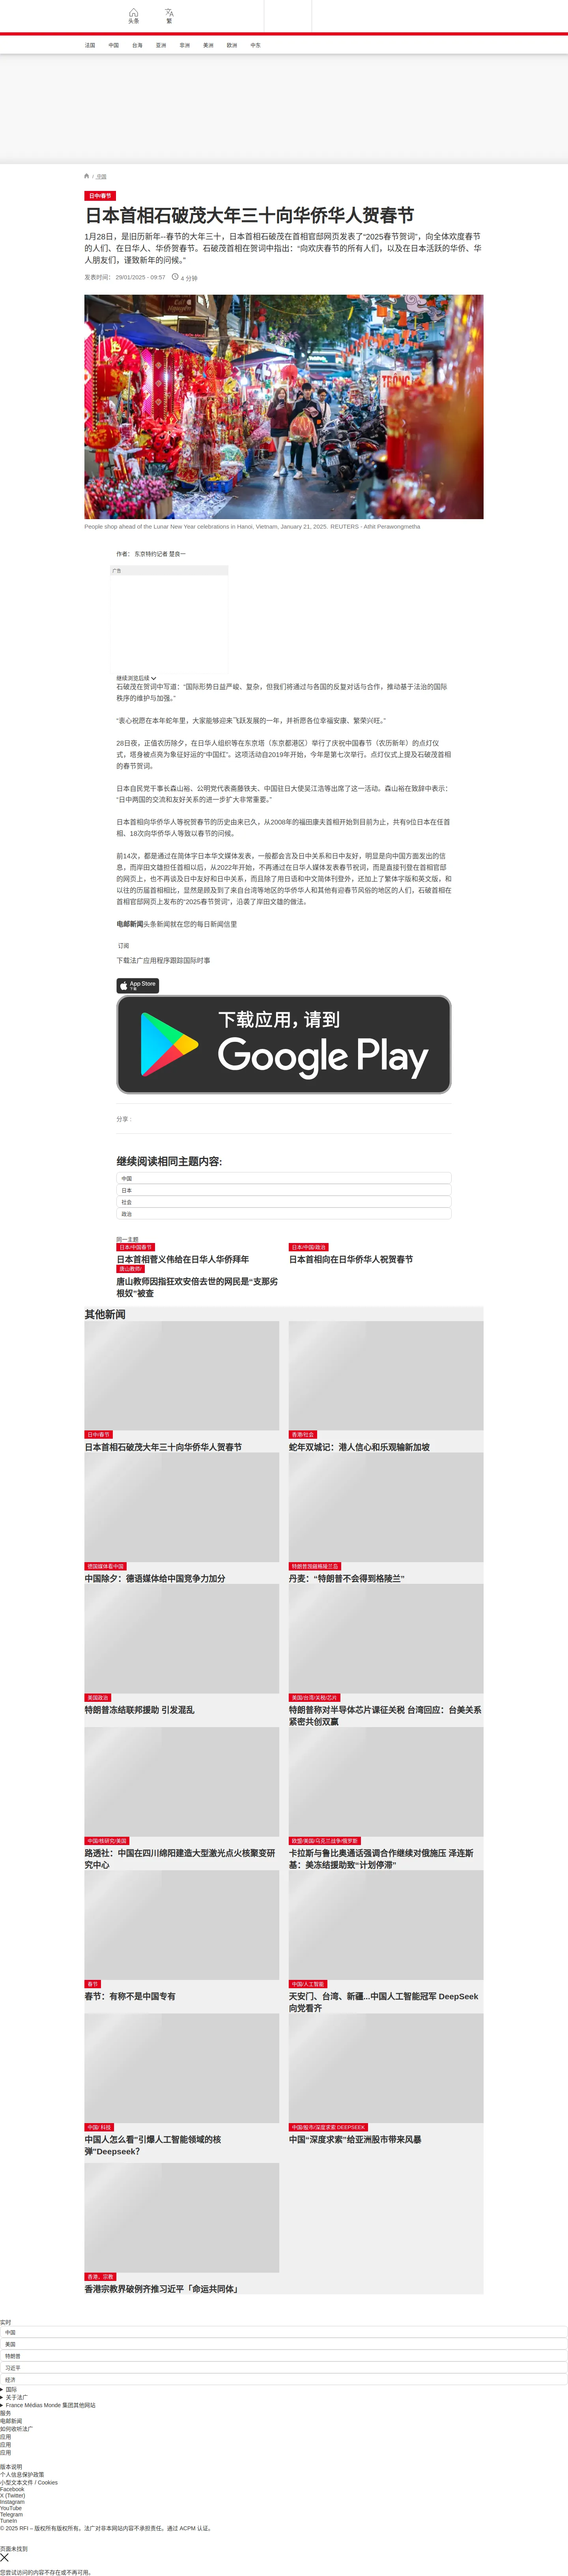 头条
繁
法国
中国
台海
亚洲
非洲
美洲
欧洲
中东
/ 中国
日中/春节
日本首相石破茂大年三十向华侨华人贺春节
1月28日，是旧历新年--春节的大年三十，日本首相石破茂在首相官邸网页发表了“2025春节贺词”，向全体欢度春节
的人们、在日华人、华侨贺春节。石破茂首相在贺词中指出：“向欢庆春节的所有人们，以及在日本活跃的华侨、华
人朋友们，谨致新年的问候。”
发表时间： 29/01/2025 - 09:57
4 分钟
People shop ahead of the Lunar New Year celebrations in Hanoi, Vietnam, January 21, 2025. REUTERS - Athit Perawongmetha
作者： 东京特约记者 楚良一
广告
继续浏览后续
石破茂在贺词中写道：“国际形势日益严峻、复杂，但我们将通过与各国的反复对话与合作，推动基于法治的国际
秩序的维护与加强。”
“衷心祝愿在本年蛇年里，大家能够迎来飞跃发展的一年，并祈愿各位幸福安康、繁荣兴旺。”
28日夜，正值农历除夕，在日华人组织等在东京塔（东京都港区）举行了庆祝中国春节（农历新年）的点灯仪
式，塔身被点亮为象征好运的“中国红”。这项活动自2019年开始，今年是第七次举行。点灯仪式上提及石破茂首相
的春节贺词。
日本自民党干事长森山裕、公明党代表斋藤铁夫、中国驻日大使吴江浩等出席了这一活动。森山裕在致辞中表示：
“日中两国的交流和友好关系的进一步扩大非常重要。”
日本首相向华侨华人等祝贺春节的历史由来已久，从2008年的福田康夫首相开始到目前为止，共有9位日本在任首
相、18次向华侨华人等致以春节的问候。
前14次，都是通过在简体字日本华文媒体发表，一般都会言及日中关系和日中友好，明显是向中国方面发出的信
息，而岸田文雄担任首相以后，从2022年开始，不再通过在日华人媒体发表春节祝词，而是直接刊登在首相官邸
的网页上，也不再谈及日中友好和日中关系，而且除了用日语和中文简体刊登外，还加上了繁体字版和英文版，和
以往的历届首相相比，显然是顾及到了来自台湾等地区的华侨华人和其他有迎春节风俗的地区的人们，石破首相在
首相官邸网页上发布的“2025春节贺词”，沿袭了岸田文雄的做法。
电邮新闻头条新闻就在您的每日新闻信里
订阅
下载法广应用程序跟踪国际时事
App Store
下载应用，请到
Google Play
分享 :
继续阅读相同主题内容:
中国
日本
社会
政治
同一主题
日本/中国春节
日本首相菅义伟给在日华人华侨拜年
日本/中国/政治
日本首相向在日华侨华人祝贺春节
唐山教师/
唐山教师因指狂欢安倍去世的网民是“支那劣
根奴”被查
其他新闻
日中/春节
日本首相石破茂大年三十向华侨华人贺春节
香港/社会
蛇年双城记：港人信心和乐观输新加坡
德国媒体看中国
中国除夕：德语媒体给中国竞争力加分
特朗普觊觎格陵兰岛
丹麦：“特朗普不会得到格陵兰”
美国政治
特朗普冻结联邦援助 引发混乱
美国/台湾/关税/芯片
特朗普称对半导体芯片课征关税 台湾回应：台美关系
紧密共创双赢
中国/核研究/美国
路透社：中国在四川绵阳建造大型激光点火核聚变研
究中心
欧盟/美国/乌克兰战争/俄罗斯
卡拉斯与鲁比奥通话强调合作继续对俄施压 泽连斯
基：美冻结援助致“计划停滞”
春节
春节：有称不是中国专有
中国/人工智能
天安门、台湾、新疆...中国人工智能冠军 DeepSeek
向党看齐
中国/ 科技
中国人怎么看"引爆人工智能领域的核
弹"Deepseek？
中国/股市/深度求索 DEEPSEEK
中国“深度求索”给亚洲股市带来风暴
香港、宗教
香港宗教界破例齐推习近平「命运共同体」
实时
中国
美国
特朗普
习近平
经济
国际
关于法广
France Médias Monde 集团其他网站
服务
电邮新闻
如何收听法广
应用
应用
应用
版本说明
个人信息保护政策
小型文本文件 / Cookies
Facebook
X (Twitter)
Instagram
YouTube
Telegram
TuneIn
© 2025 RFI – 版权所有版权所有。法广对非本网站内容不承担责任。通过 ACPM 认证。
页面未找到
您尝试访问的内容不存在或不再可用。